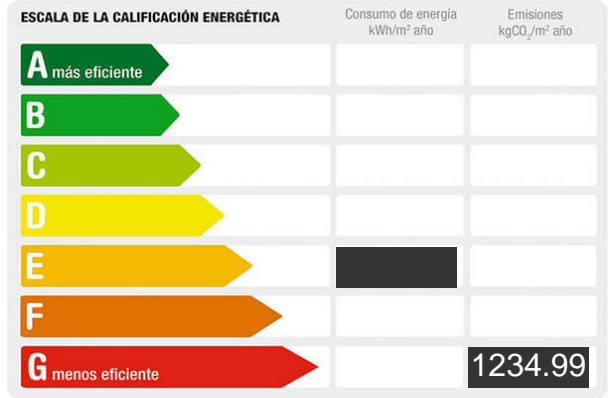 ESCALA DE LA CALIFICACIÓN ENERGÉTICA
Consumo de energía
kWh/m² año
Emisiones
kgCO₂/m² año
A más eficiente
B
C
D
E
F
G menos eficiente
1234.99